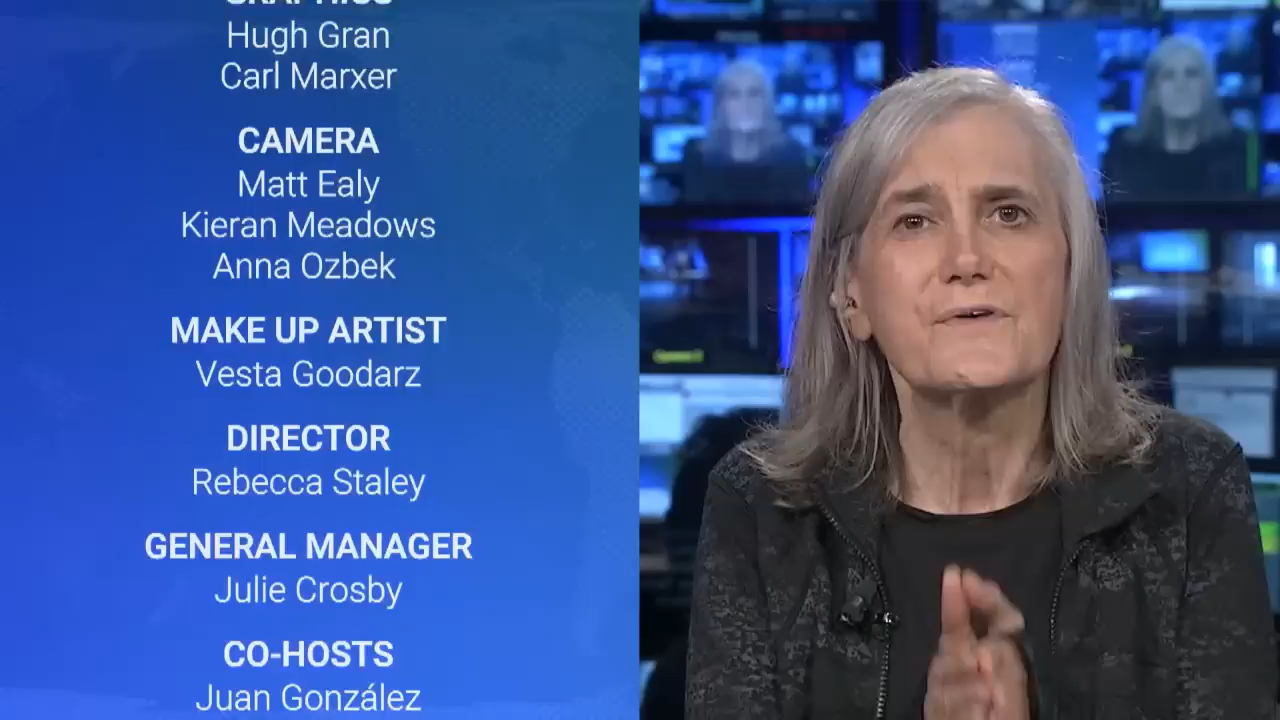 GRAPHICS
Hugh Gran
Carl Marxer
CAMERA
Matt Ealy
Kieran Meadows
Anna Ozbek
MAKE UP ARTIST
Vesta Goodarz
DIRECTOR
Rebecca Staley
GENERAL MANAGER
Julie Crosby
CO-HOSTS
Juan González